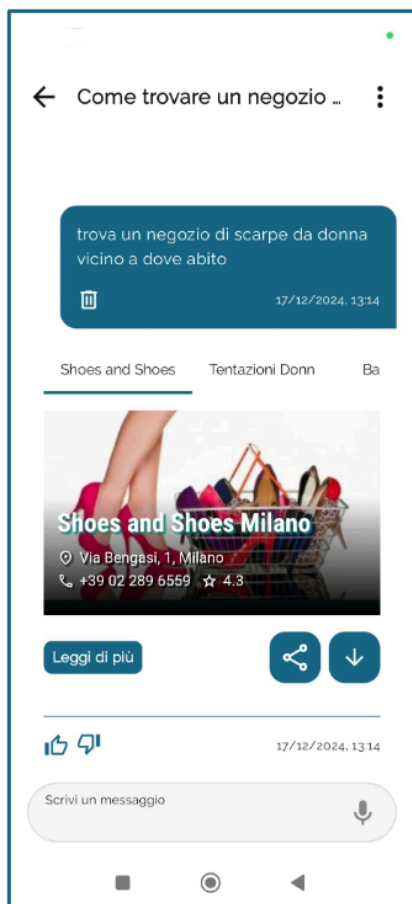 Come trovare un negozio ...
trova un negozio di scarpe da donna
vicino a dove abito
17/12/2024, 13:14
Shoes and Shoes Tentazioni Donn Ba
Shoes and Shoes Milano
Via Bengasi, 1, Milano
+39 02 289 6559 4.3
Leggi di più
17/12/2024, 13:14
Scrivi un messaggio